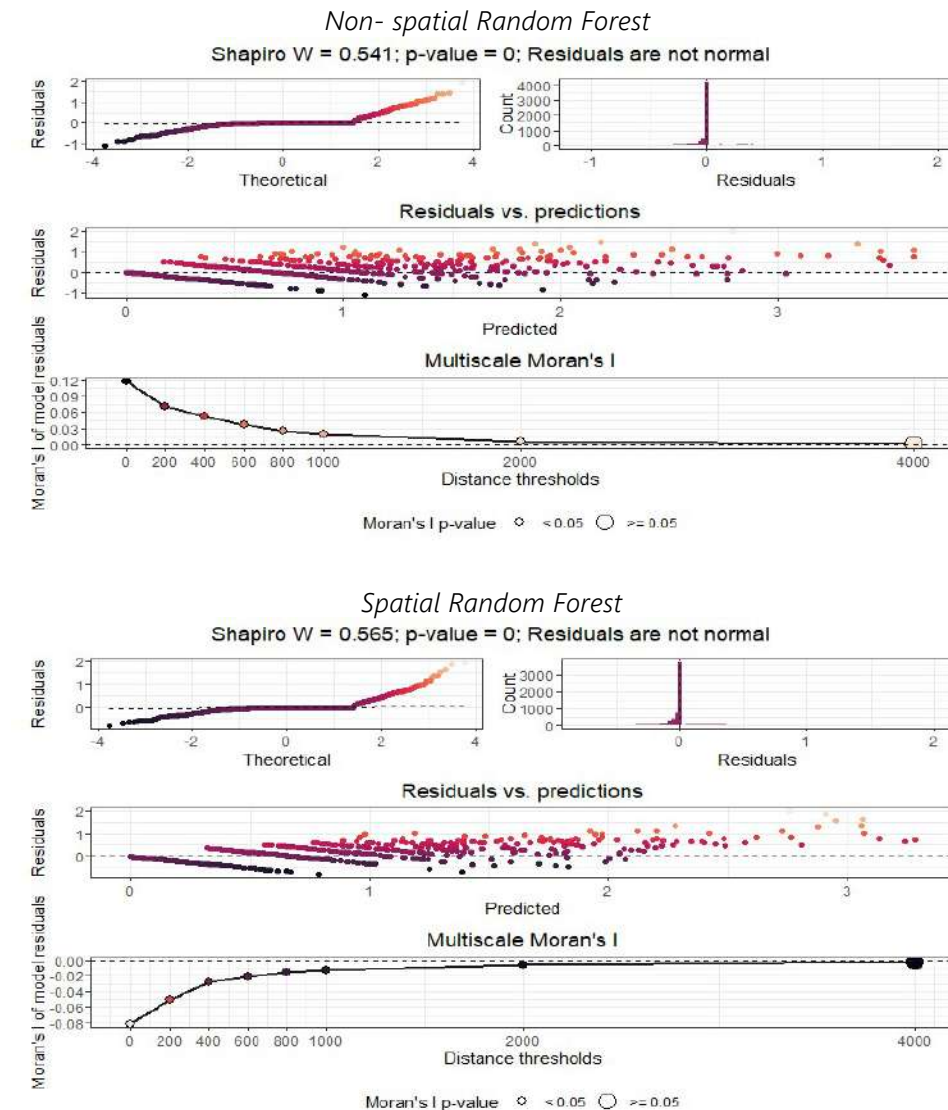 Non- spatial Random Forest
Shapiro W = 0.541; p-value = 0; Residuals are not normal
Residuals
2
1
0
-1
-4
-2
0
2
4
Theoretical
Count
4000
3000
2000
1000
0
-1
0
1
2
Residuals
Residuals vs. predictions
Residuals
2
1
0
-1
0
1
2
3
Predicted
Multiscale Moran's I
Moran's I of model residuals
0.12
0.09
0.06
0.03
0.00
0
200
400
600
800
1000
2000
4000
Distance thresholds
Moran's I p-value < 0.05 >= 0.05
Spatial Random Forest
Shapiro W = 0.565; p-value = 0; Residuals are not normal
Residuals
2
1
0
-4
-2
0
2
4
Theoretical
Count
3000
2000
1000
0
0
1
2
Residuals
Residuals vs. predictions
Residuals
2
1
0
0
1
2
3
Predicted
Multiscale Moran's I
Moran's I of model residuals
0.00
-0.02
-0.04
-0.06
-0.08
0
200
400
600
800
1000
2000
4000
Distance thresholds
Moran's I p-value < 0.05 >= 0.05